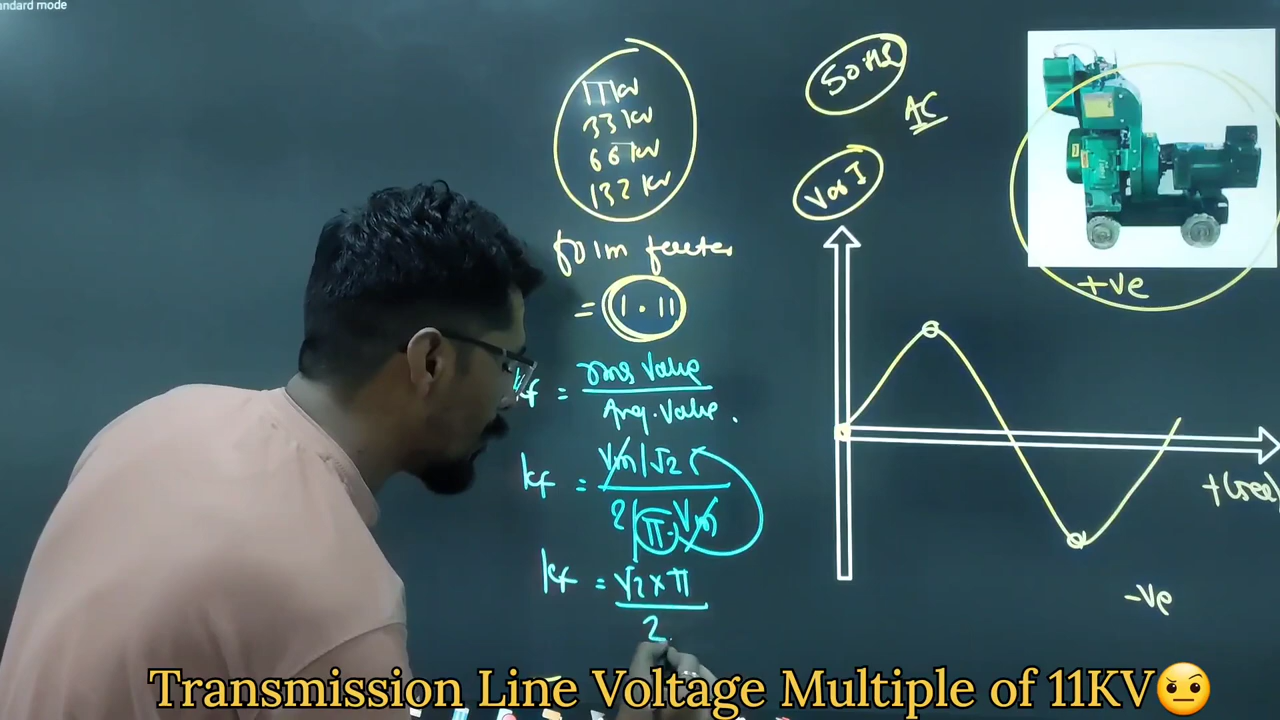 andard mode
11 kV
33 kV
66 kV
132 kV
form factor
= 1.11
kf = rms Value
Avg. Value.
kf = Vm/√2
2/π.Vm
kf = √2 x π
2
50 Hz
AC
V or I
+ve
t(sec)
-ve
Transmission Line Voltage Multiple of 11KV🤨